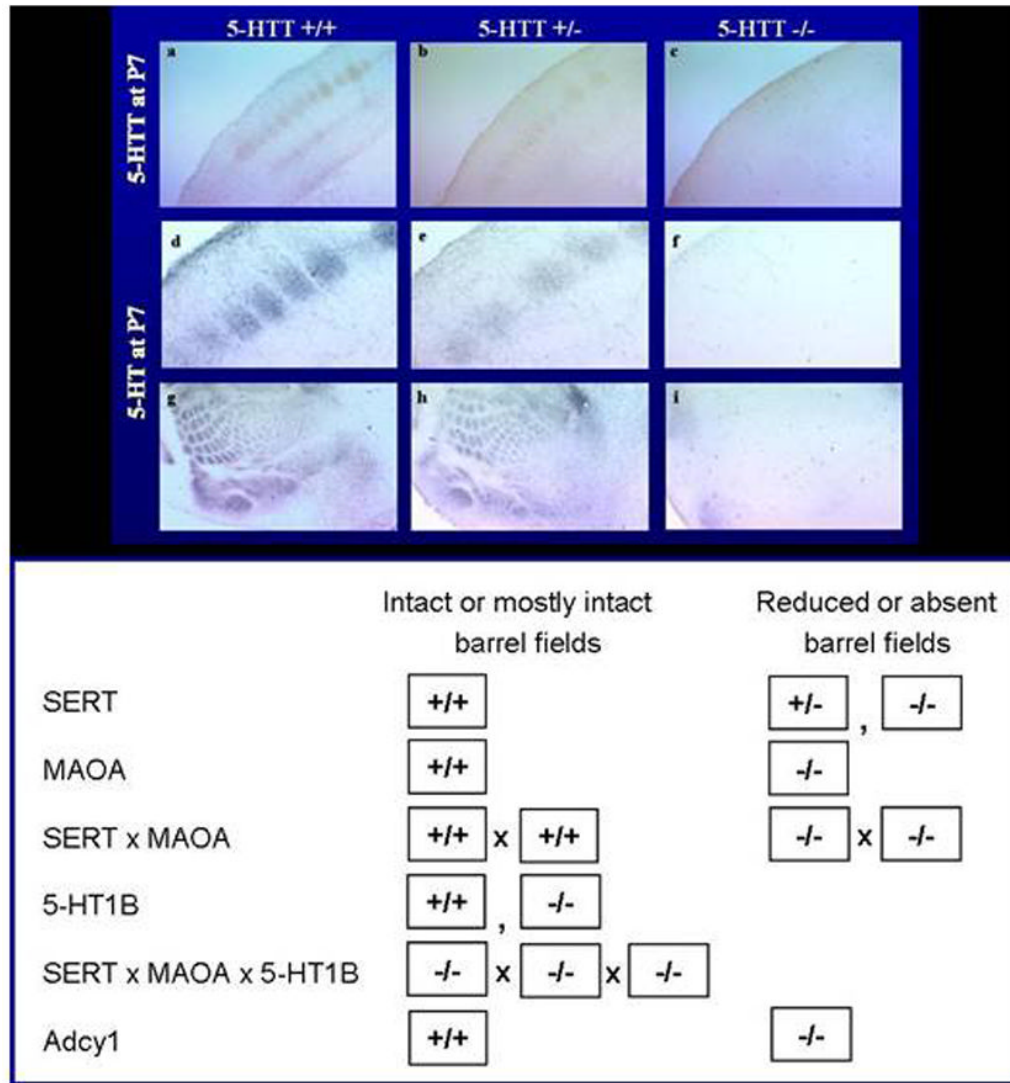 5-HTT +/+ 5-HTT +/- 5-HTT -/-
5-HTT at P7
a b c
5-HT at P7
d e f
g h i
Intact or mostly intact Reduced or absent
barrel fields barrel fields
SERT +/+ +/- , -/-
MAOA +/+ -/-
SERT x MAOA +/+ x +/+ -/- x -/-
5-HT1B +/+ , -/-
SERT x MAOA x 5-HT1B -/- x -/- x -/-
Adcy1 +/+ -/-